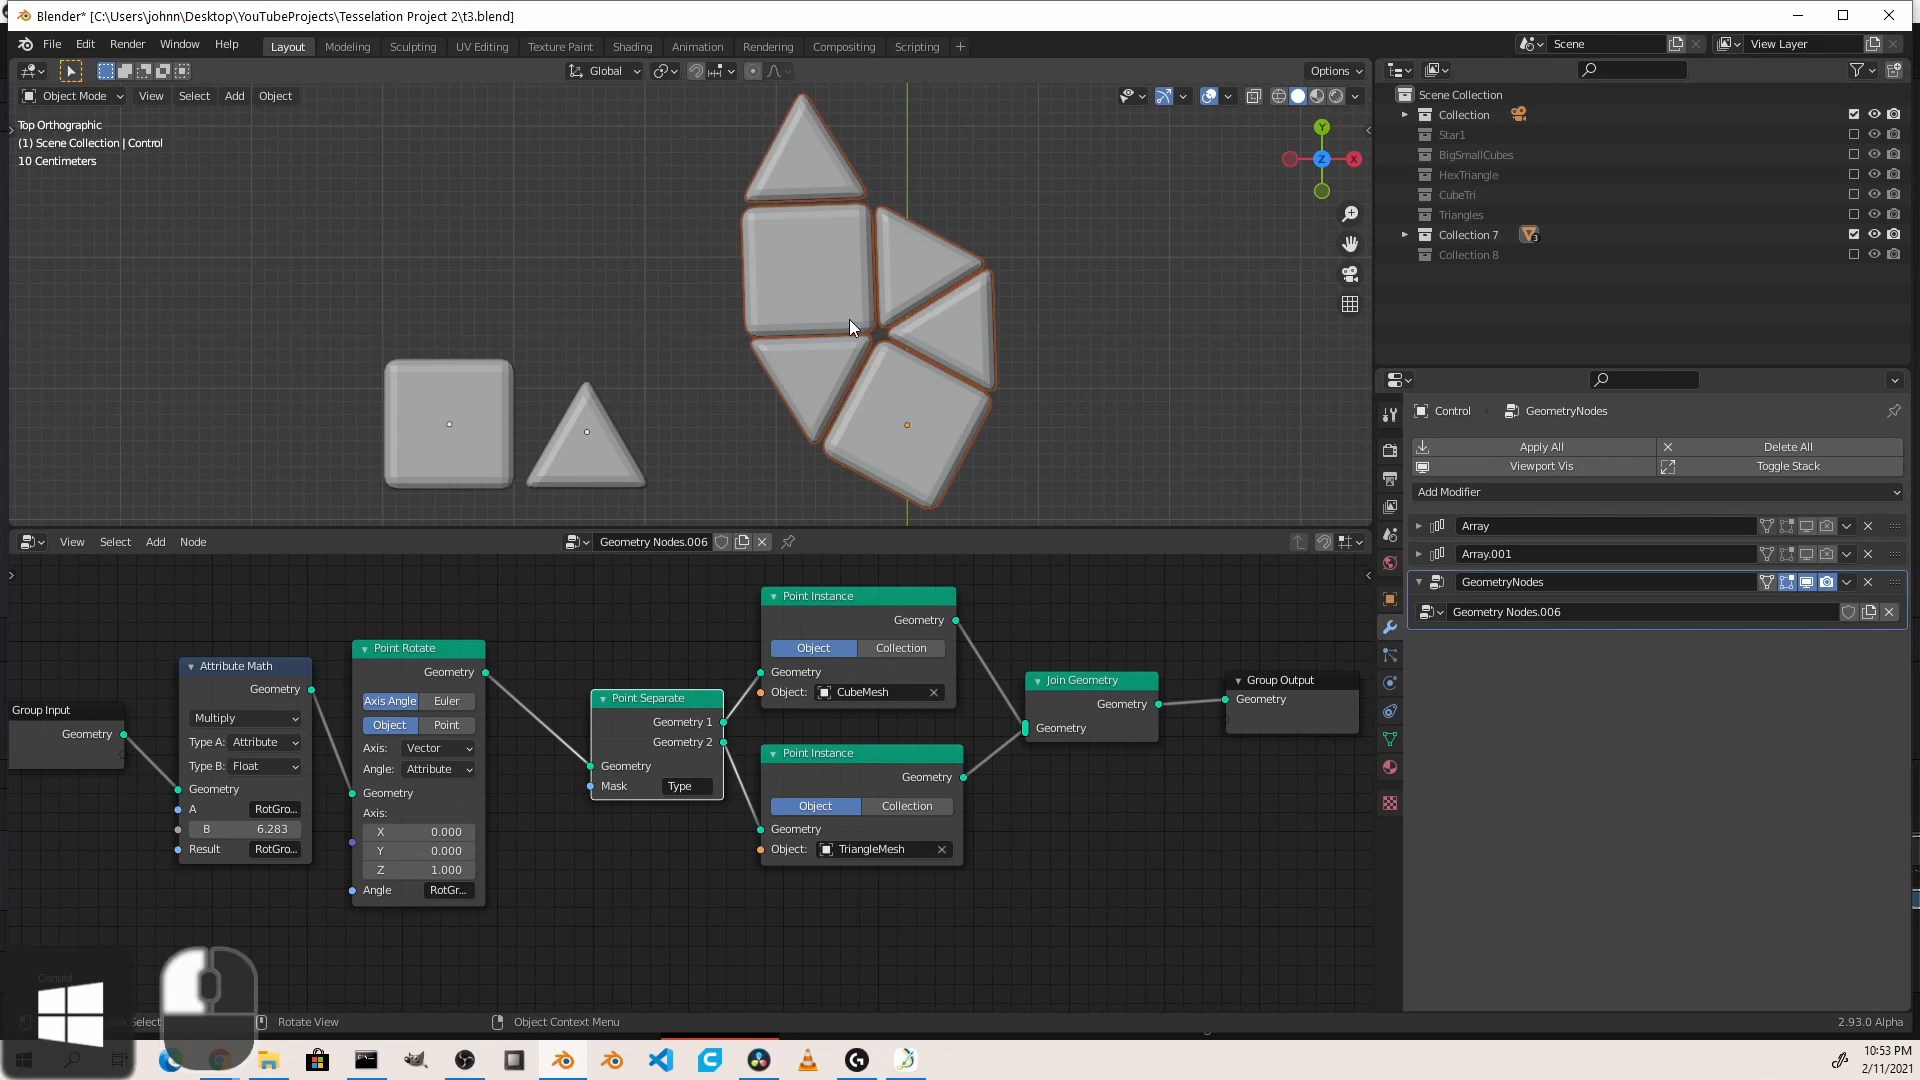 Blender* [C:\Users\johnn\Desktop\YouTubeProjects\Tesselation Project 2\t3.blend]
File Edit Render Window Help Layout Modeling Sculpting UV Editing Texture Paint Shading Animation Rendering Compositing Scripting + Scene View Layer
Global Options
Object Mode View Select Add Object
Top Orthographic
(1) Scene Collection | Control
10 Centimeters
Y
Z
X
Scene Collection
Collection
Star1
BigSmallCubes
HexTriangle
CubeTri
Triangles
Collection 7 3
Collection 8
Control GeometryNodes
Apply All Delete All
Viewport Vis Toggle Stack
Add Modifier
Array
Array.001
GeometryNodes
Geometry Nodes.006
View Select Add Node Geometry Nodes.006
Group Input
Geometry
Attribute Math
Geometry
Multiply
Type A: Attribute
Type B: Float
Geometry
A RotGro...
B 6.283
Result RotGro...
Point Rotate
Geometry
Axis Angle Euler
Object Point
Axis: Vector
Angle: Attribute
Geometry
Axis:
X 0.000
Y 0.000
Z 1.000
Angle RotGr...
Point Separate
Geometry 1
Geometry 2
Geometry
Mask Type
Point Instance
Geometry
Object Collection
Geometry
Object: CubeMesh
Point Instance
Geometry
Object Collection
Geometry
Object: TriangleMesh
Join Geometry
Geometry
Geometry
Group Output
Geometry
Control
Select Rotate View Object Context Menu
2.93.0 Alpha
10:53 PM
2/11/2021